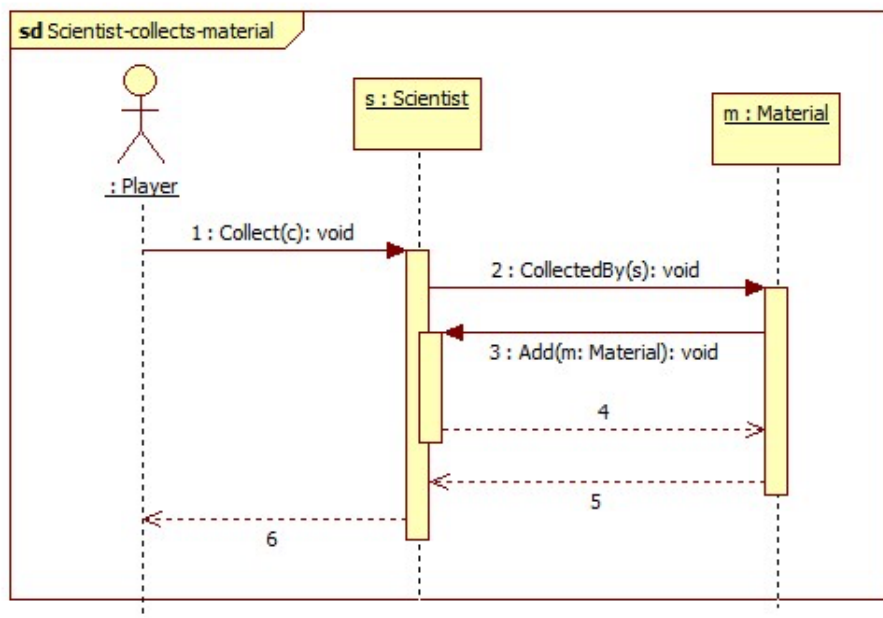 sd Scientist-collects-material
s : Scientist
m : Material
: Player
1 : Collect(c): void
2 : CollectedBy(s): void
3 : Add(m: Material): void
4
5
6